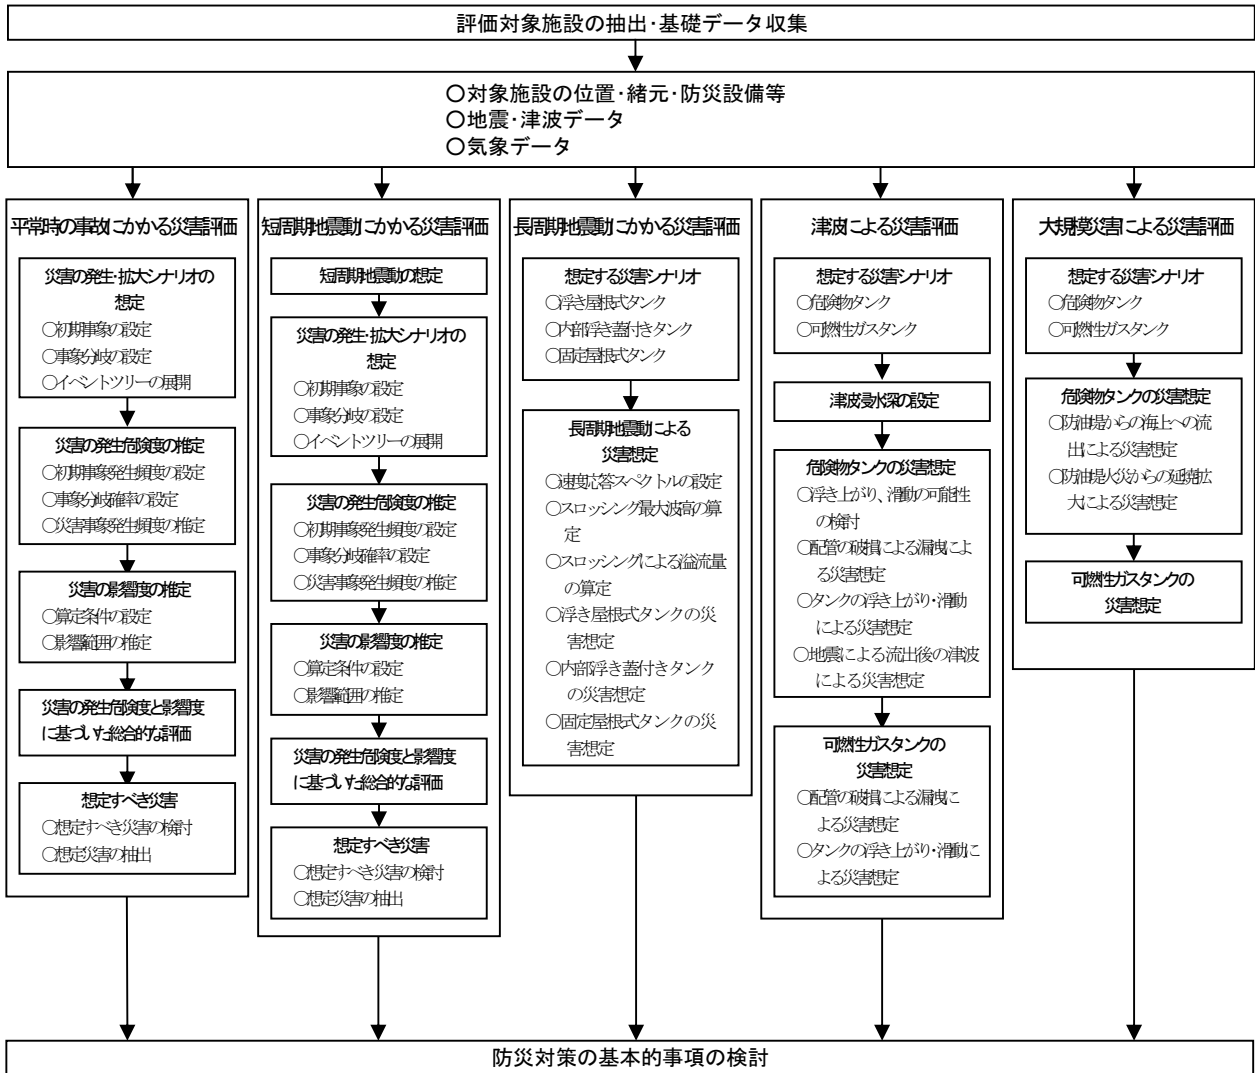 評価対象施設の抽出･基礎データ収集
○対象施設の位置･緒元･防災設備等
○地震･津波データ
○気象データ
平常時の事故にかかる災害評価
災害の発生･拡大シナリオの
想定
○初期事象の設定
○事象分岐の設定
○イベントツリーの展開
災害の発生危険度の推定
○初期事象発生頻度の設定
○事象分岐確率の設定
○災害事象発生頻度の推定
災害の影響度の推定
○算定条件の設定
○影響範囲の推定
災害の発生危険度と影響度
に基づいた総合的な評価
想定すべき災害
○想定すべき災害の検討
○想定災害の抽出
短周期地震動にかかる災害評価
短周期地震動の想定
災害の発生･拡大シナリオの
想定
○初期事象の設定
○事象分岐の設定
○イベントツリーの展開
災害の発生危険度の推定
○初期事象発生頻度の設定
○事象分岐確率の設定
○災害事象発生頻度の推定
災害の影響度の推定
○算定条件の設定
○影響範囲の推定
災害の発生危険度と影響度
に基づいた総合的な評価
想定すべき災害
○想定すべき災害の検討
○想定災害の抽出
長周期地震動にかかる災害評価
想定する災害シナリオ
○浮き屋根式タンク
○内部浮き蓋付きタンク
○固定屋根式タンク
長周期地震動による
災害想定
○速度応答スペクトルの設定
○スロッシング最大波高の算
定
○スロッシングによる溢流量
の算定
○浮き屋根式タンクの災
害想定
○内部浮き蓋付きタンク
の災害想定
○固定屋根式タンクの災
害想定
津波による災害評価
想定する災害シナリオ
○危険物タンク
○可燃性ガスタンク
津波浸水深の設定
危険物タンクの災害想定
○浮き上がり、滑動の可能性
の検討
○配管の破損による漏洩によ
る災害想定
○タンクの浮き上がり･滑動
による災害想定
○地震による流出後の津波
による災害想定
可燃性ガスタンクの
災害想定
○配管の破損による漏洩に
よる災害想定
○タンクの浮き上がり･滑動に
よる災害想定
大規模災害による災害評価
想定する災害シナリオ
○危険物タンク
○可燃性ガスタンク
危険物タンクの災害想定
○防油堤からの海上への流
出による災害想定
○防油堤火災からの延焼拡
大による災害想定
可燃性ガスタンクの
災害想定
防災対策の基本的事項の検討